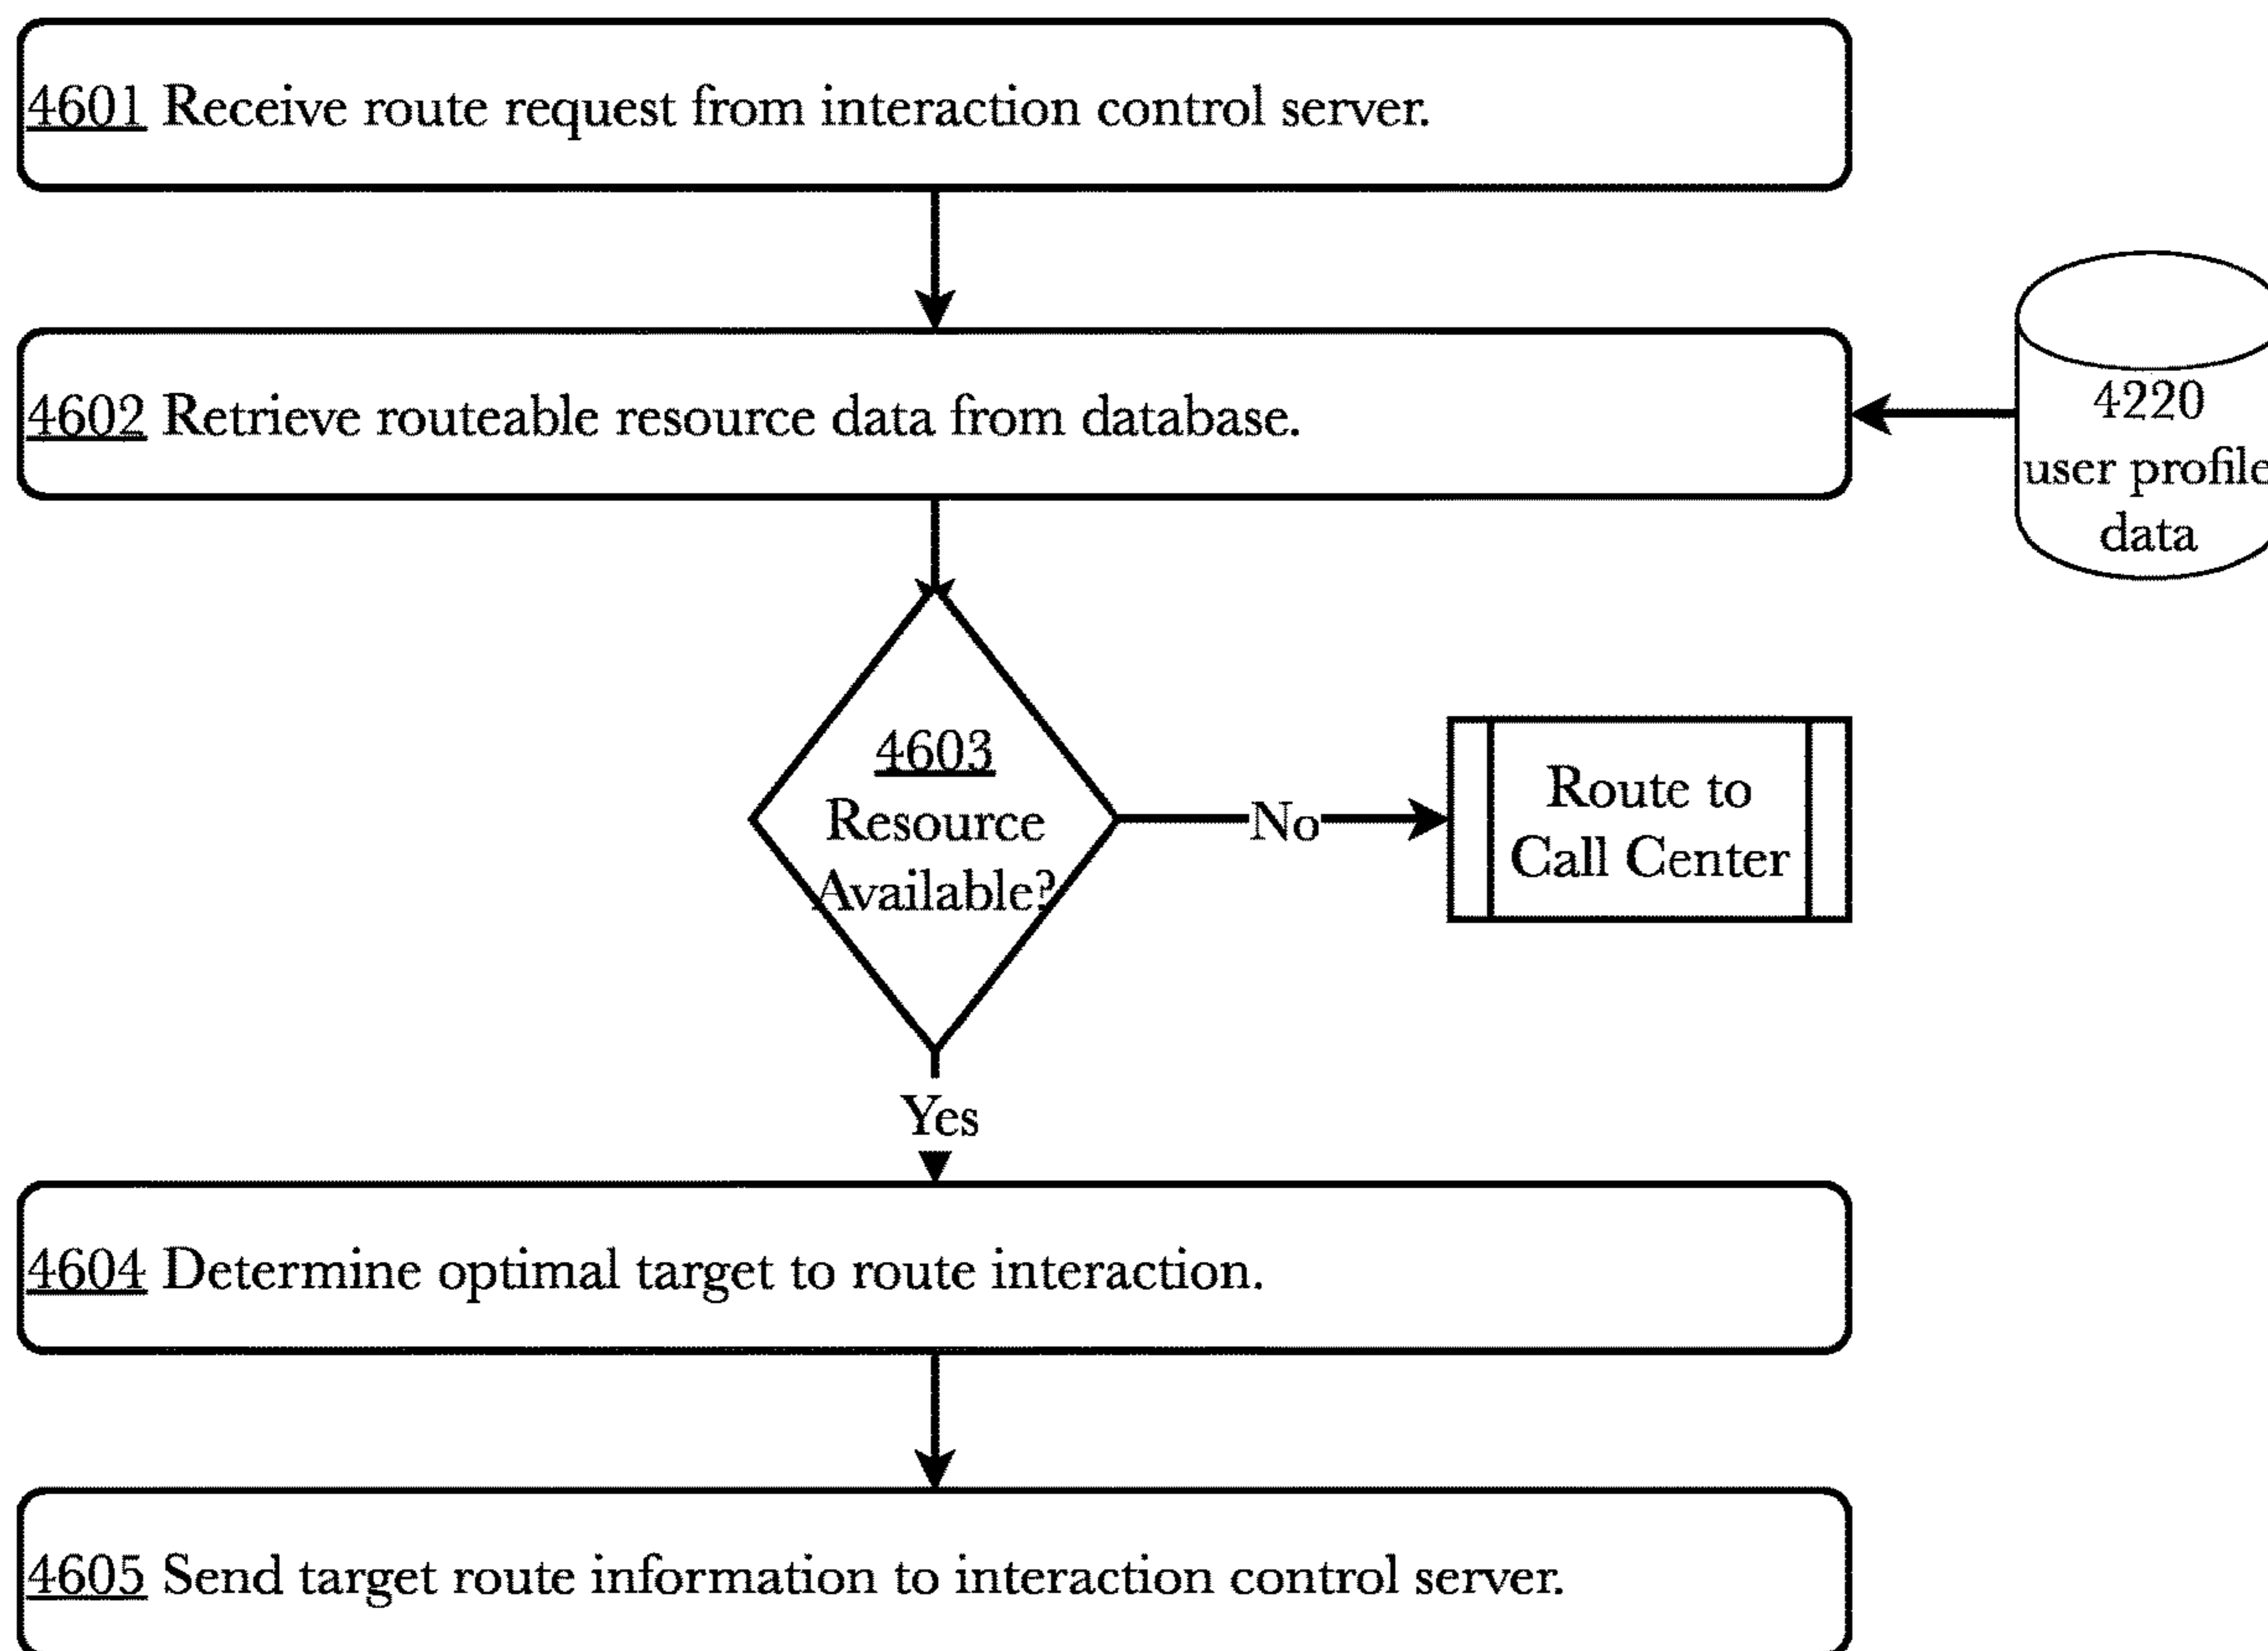 4601 Receive route request from interaction control server.
4602 Retrieve routeable resource data from database.
4220
user profile
data
4603
Resource
Available?
No
Route to
Call Center
Yes
4604 Determine optimal target to route interaction.
4605 Send target route information to interaction control server.